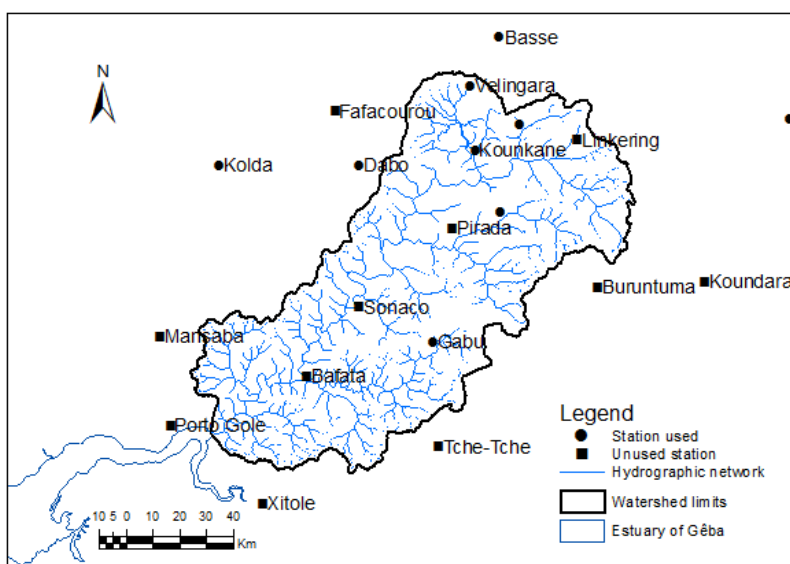 Basse
N
Velingara
Fafacourou
Linkering
Kounkane
Kolda
Dabo
Pirada
Buruntuma
Koundara
Sonaco
Mansaba
Gabu
Bafata
Legend
Porto Gole
Station used
Tche-Tche
Unused station
Hydrographic network
Xitole
Watershed limits
10 5 0 10 20 30 40
Km
Estuary of Gêba